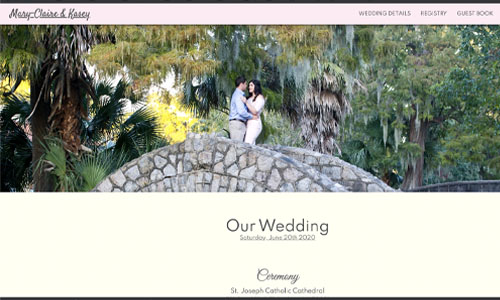 Mary-Claire & Kasey
WEDDING DETAILS REGISTRY GUEST BOOK
Our Wedding
Saturday, June 20th 2020
Ceremony
St. Joseph Catholic Cathedral